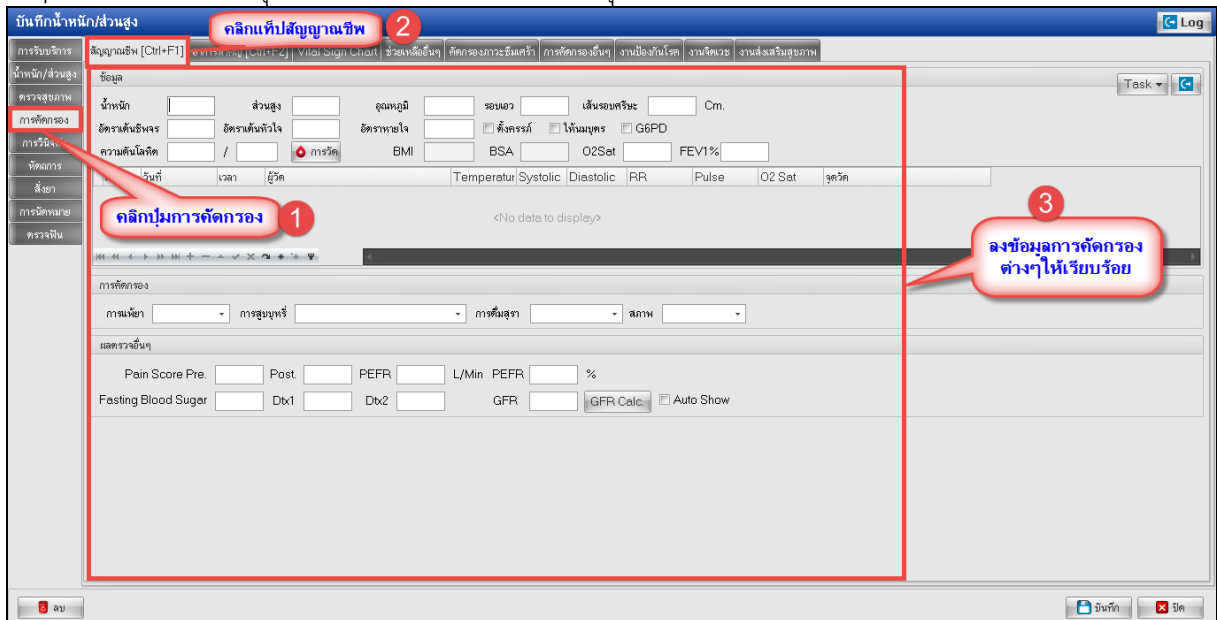 บันทึกน้ำหนัก/ส่วนสูง
Log
คลิกแท็ปสัญญาณชีพ 2
การรับบริการ
น้ำหนัก/ส่วนสูง
ตรวจสุขภาพ
การคัดกรอง
การวินิจฉัย
หัตถการ
สั่งยา
การนัดหมาย
ตรวจฟัน
สัญญาณชีพ [Ctrl+F1] อาการสำคัญ [Ctrl+F2] Vital Sign Chart ช่วยเหลืออื่นๆ คัดกรองภาวะซึมเศร้า การคัดกรองอื่นๆ งานป้องกันโรค งานจิตเวช งานส่งเสริมสุขภาพ
ข้อมูล
Task
น้ำหนัก ส่วนสูง อุณหภูมิ รอบเอว เส้นรอบศรีษะ Cm.
อัตราเต้นชีพจร อัตราเต้นหัวใจ อัตราหายใจ ตั้งครรภ์ ให้นมบุตร G6PD
ความดันโลหิต / การวัด BMI BSA O2Sat FEV1%
วันที่ เวลา ผู้วัด Temperatur Systolic Diastolic RR Pulse O2 Sat จุดวัด
<No data to display>
คลิกปุ่มการคัดกรอง 1
3
ลงข้อมูลการคัดกรอง
ต่างๆให้เรียบร้อย
การคัดกรอง
การแพ้ยา การสูบบุหรี่ การดื่มสุรา สภาพ
ผลตรวจอื่นๆ
Pain Score Pre. Post. PEFR L/Min PEFR %
Fasting Blood Sugar Dtx1 Dtx2 GFR GFR Calc. Auto Show
ลบ
บันทึก ปิด